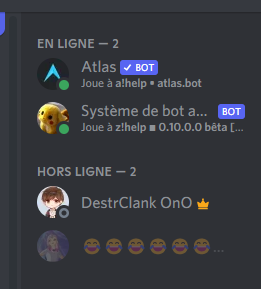 EN LIGNE — 2
Atlas ✓ BOT
Joue à a!help • atlas.bot
Système de bot a... BOT
Joue à z!help ■ 0.10.0.0 bêta [...
HORS LIGNE — 2
DestrClank OnO 👑
😂😂😂😂😂😂...